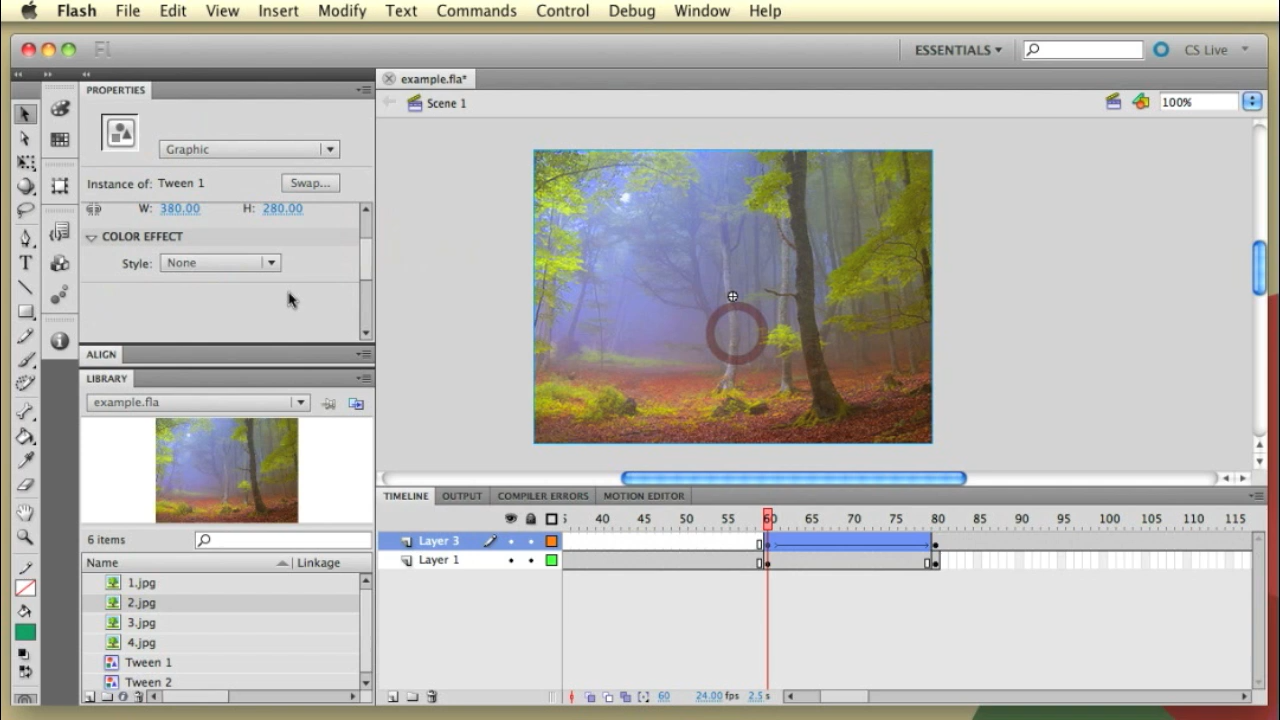 Flash File Edit View Insert Modify Text Commands Control Debug Window Help
Fl ESSENTIALS CS Live
PROPERTIES
Graphic
Instance of: Tween 1 Swap...
W: 380.00 H: 280.00
COLOR EFFECT
Style: None
ALIGN
LIBRARY
example.fla
6 items
Name Linkage
1.jpg
2.jpg
3.jpg
4.jpg
Tween 1
Tween 2
example.fla*
Scene 1 100%
TIMELINE OUTPUT COMPILER ERRORS MOTION EDITOR
5 40 45 50 55 60 65 70 75 80 85 90 95 100 105 110 115
Layer 3
Layer 1
60 24.00 fps 2.5 s